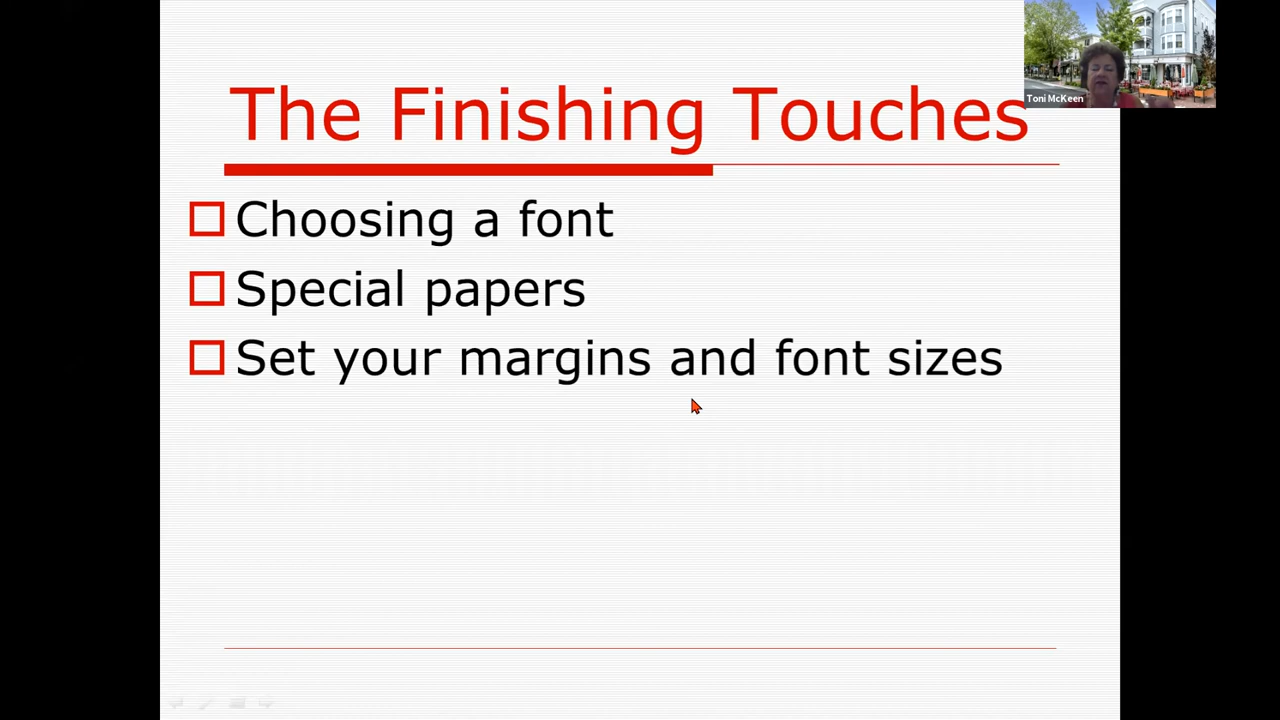 The Finishing Touches
Toni McKeen
Choosing a font
Special papers
Set your margins and font sizes